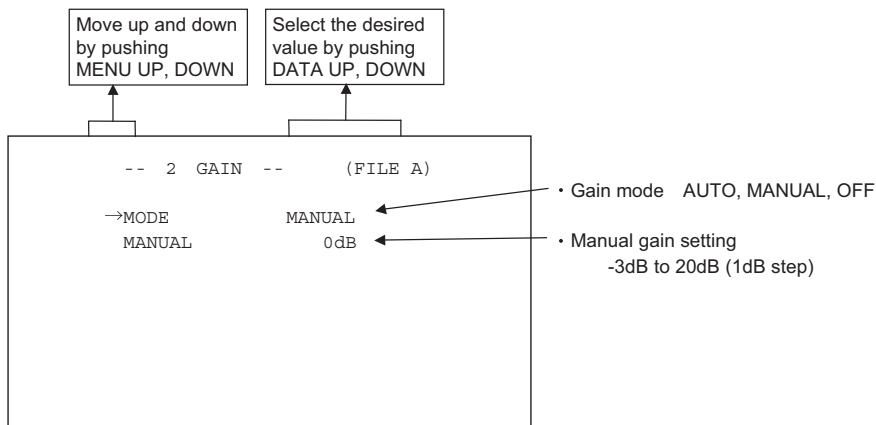 Move up and down
by pushing
MENU UP, DOWN
Select the desired
value by pushing
DATA UP, DOWN
-- 2 GAIN -- (FILE A)
→MODE MANUAL
MANUAL 0dB
・Gain mode AUTO, MANUAL, OFF
・Manual gain setting
-3dB to 20dB (1dB step)